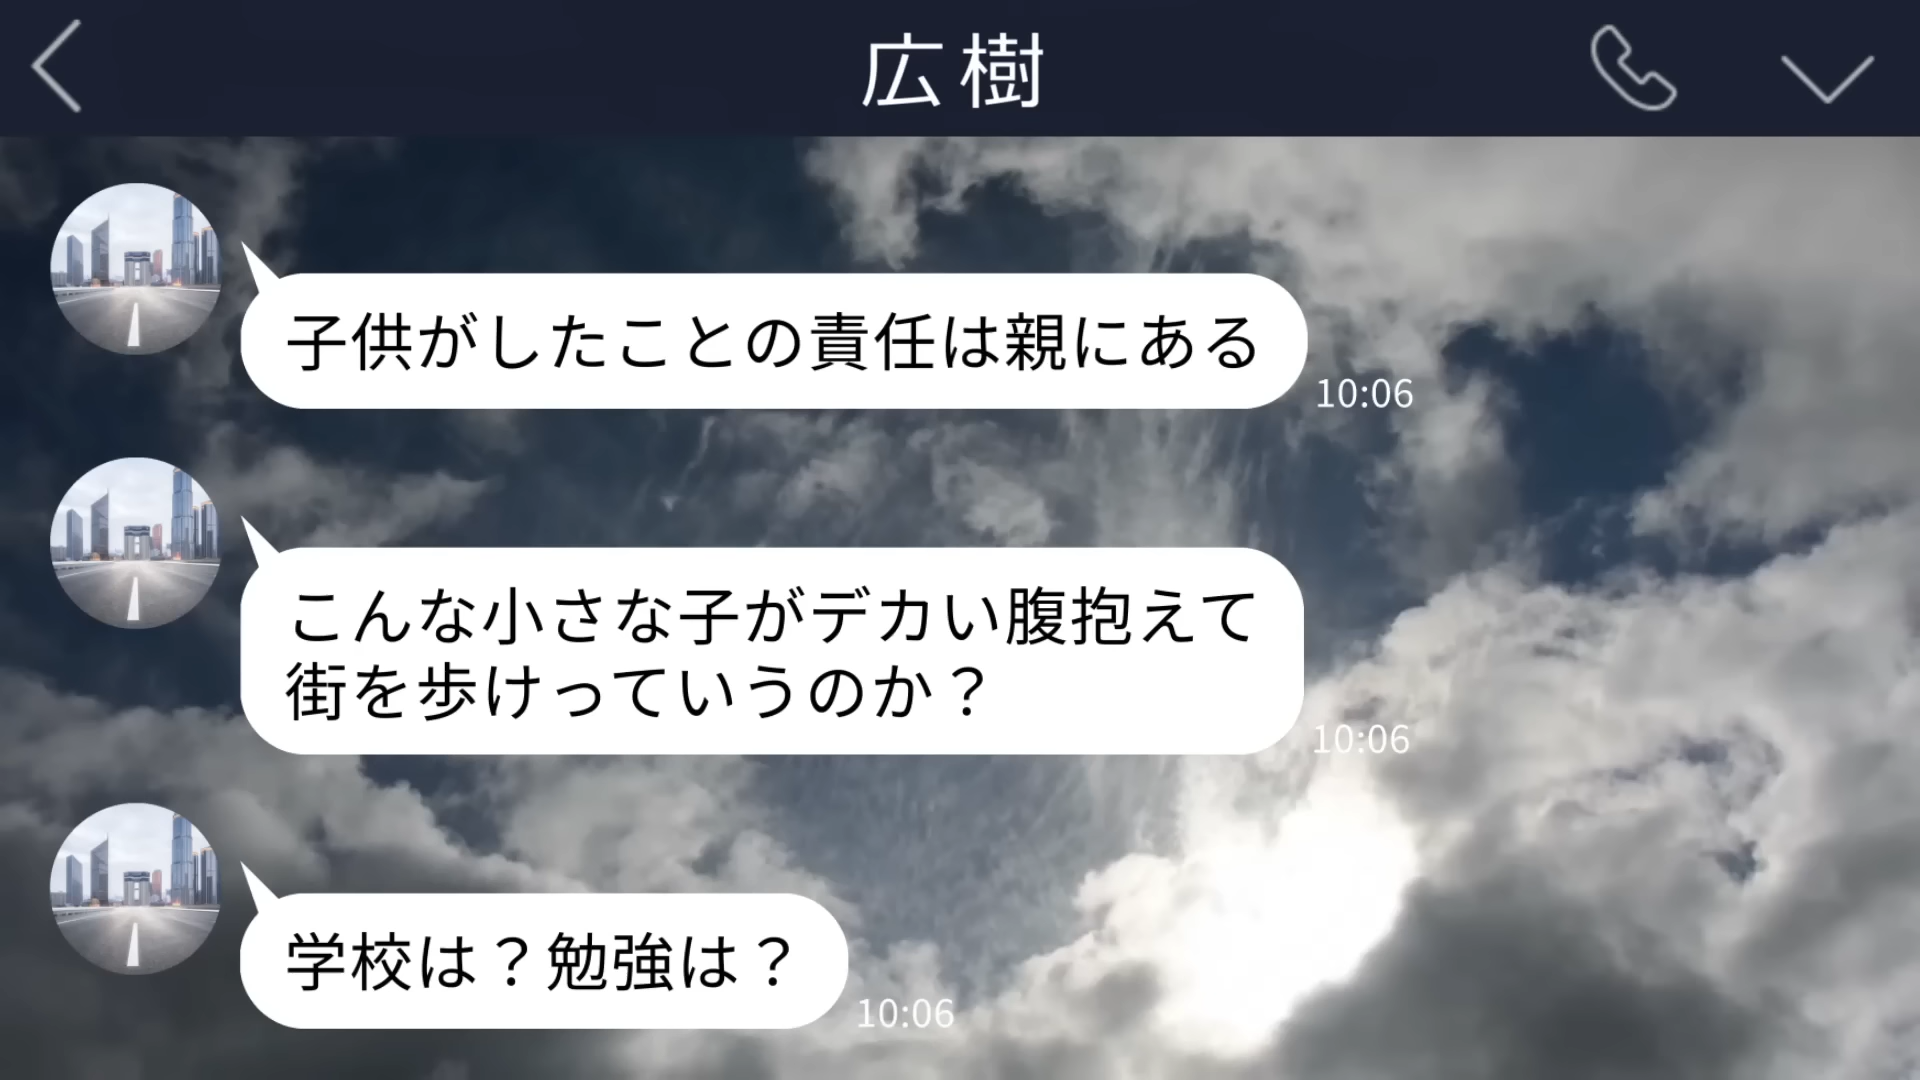 広樹
子供がしたことの責任は親にある
10:06
こんな小さな子がデカい腹抱えて
街を歩けっていうのか？
10:06
学校は？勉強は？
10:06